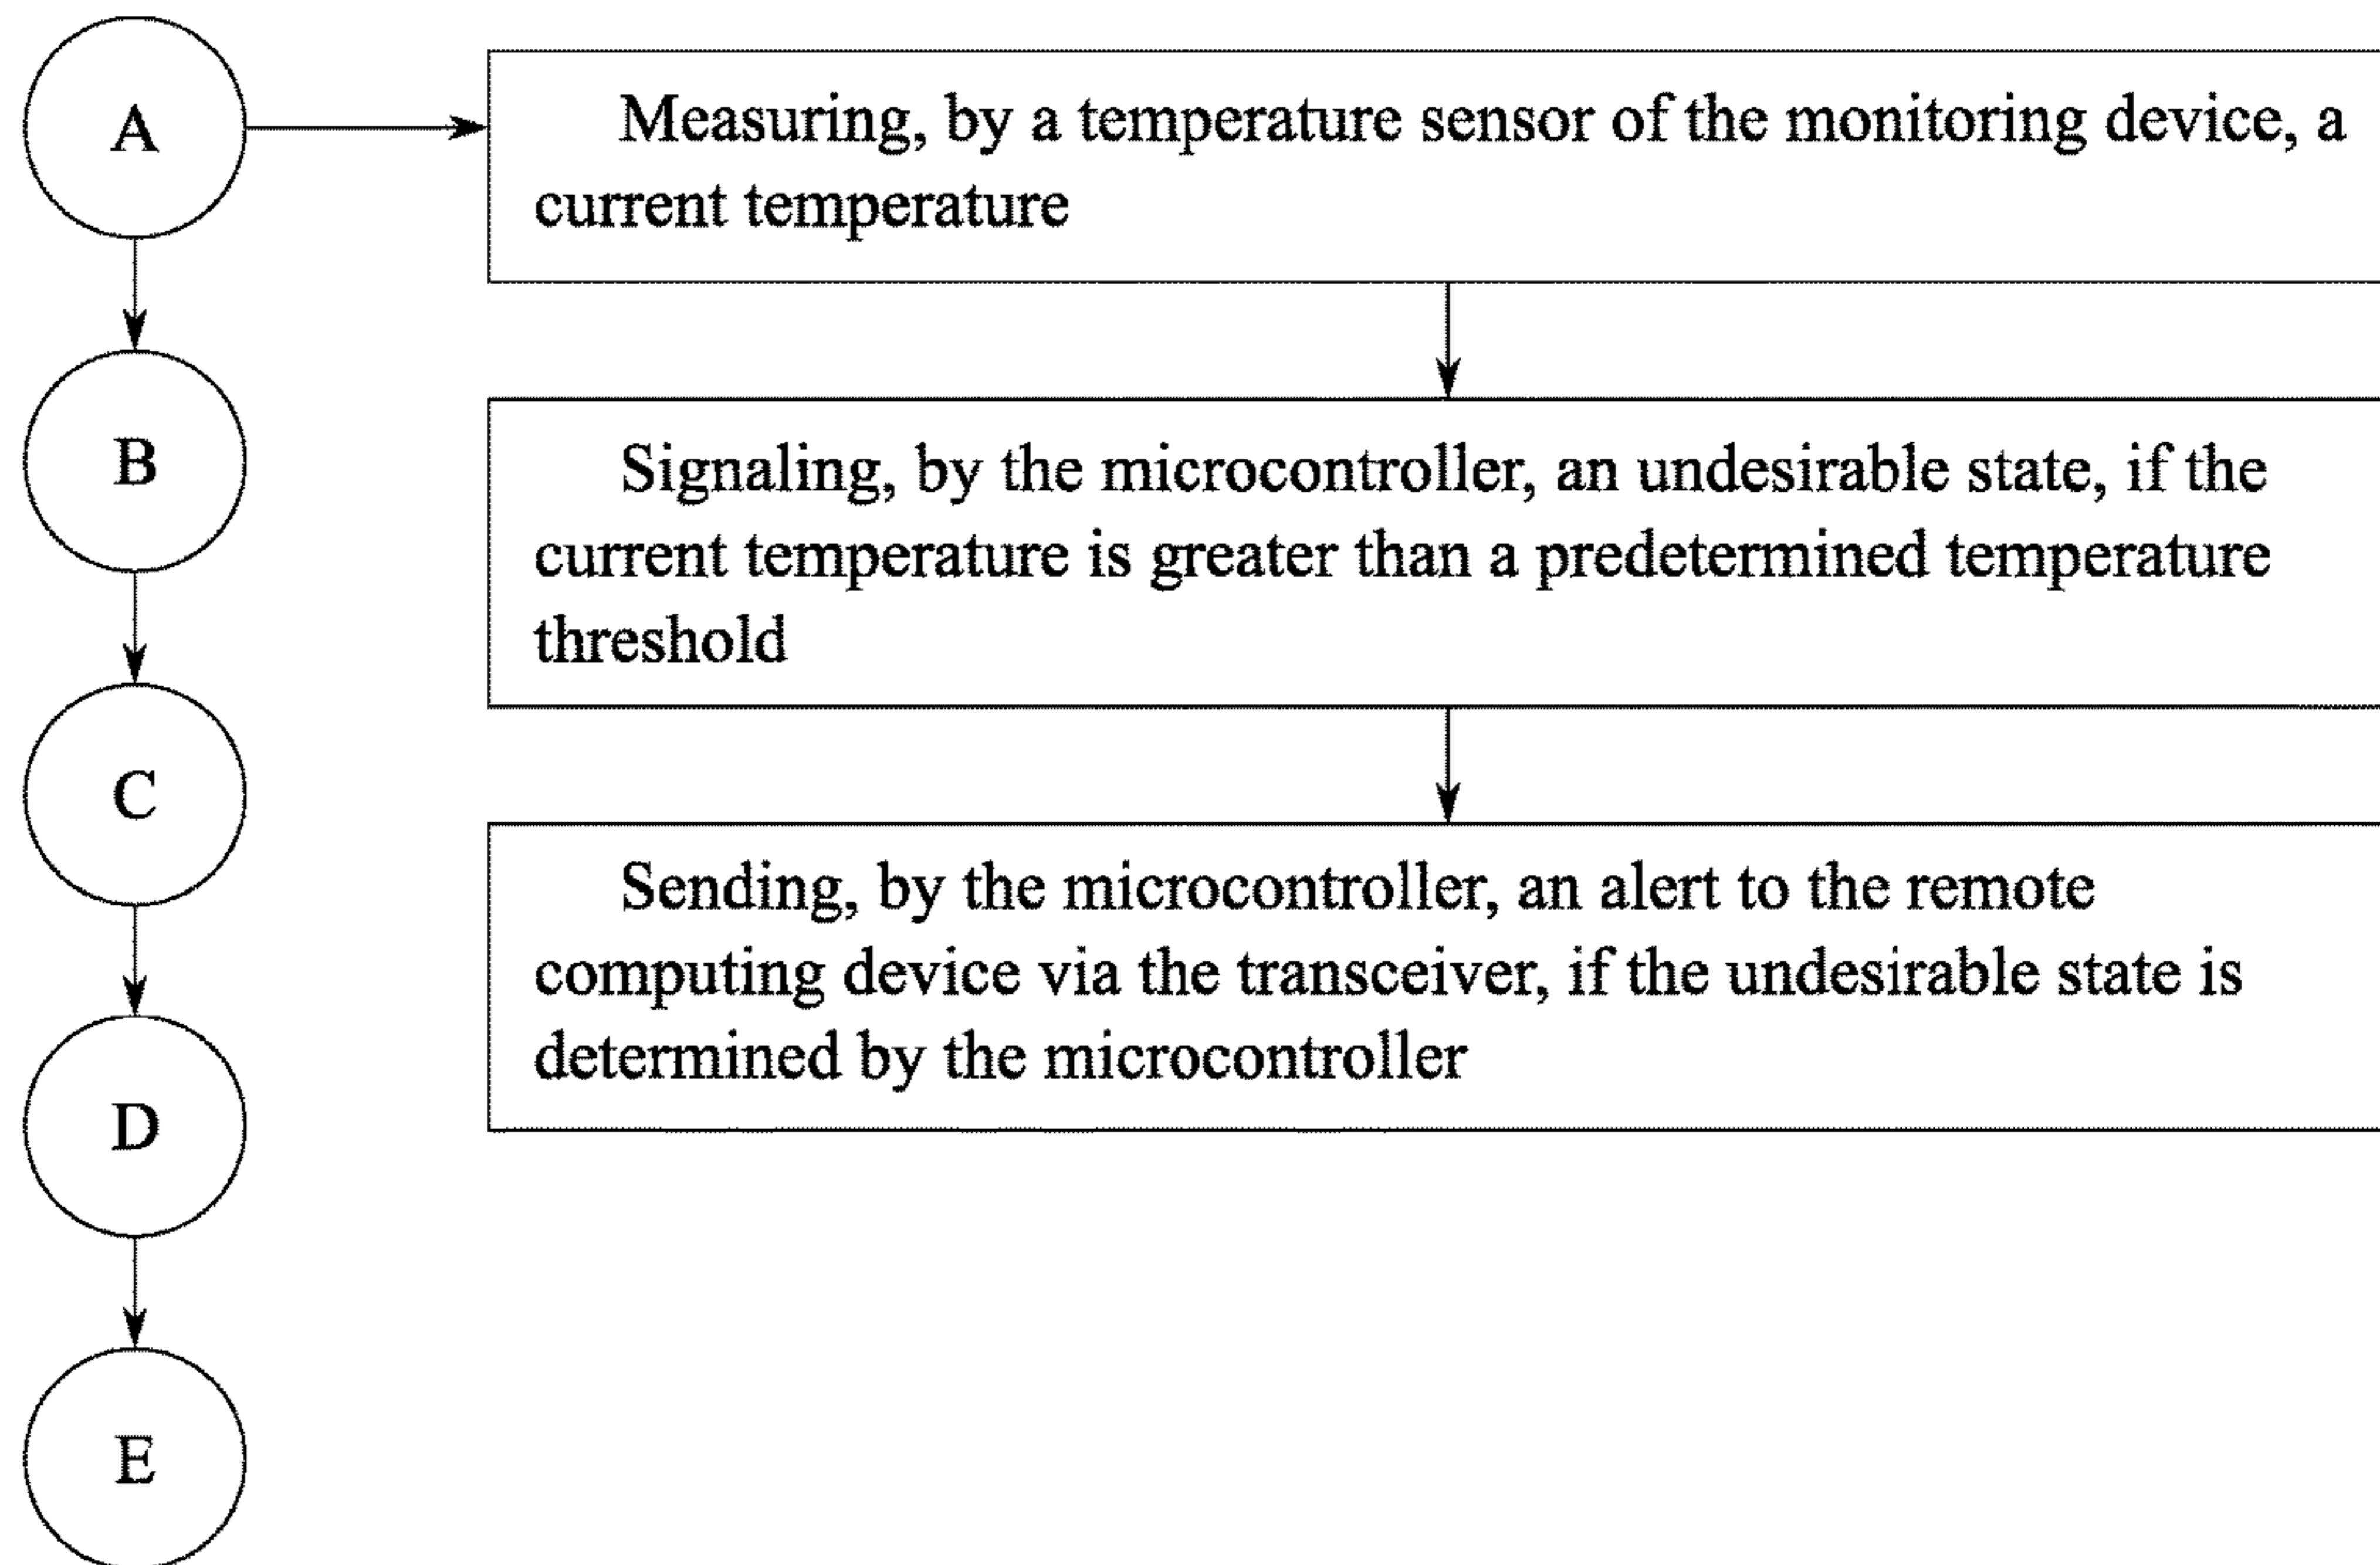 A
Measuring, by a temperature sensor of the monitoring device, a
current temperature
B
Signaling, by the microcontroller, an undesirable state, if the
current temperature is greater than a predetermined temperature
threshold
C
Sending, by the microcontroller, an alert to the remote
computing device via the transceiver, if the undesirable state is
determined by the microcontroller
D
E